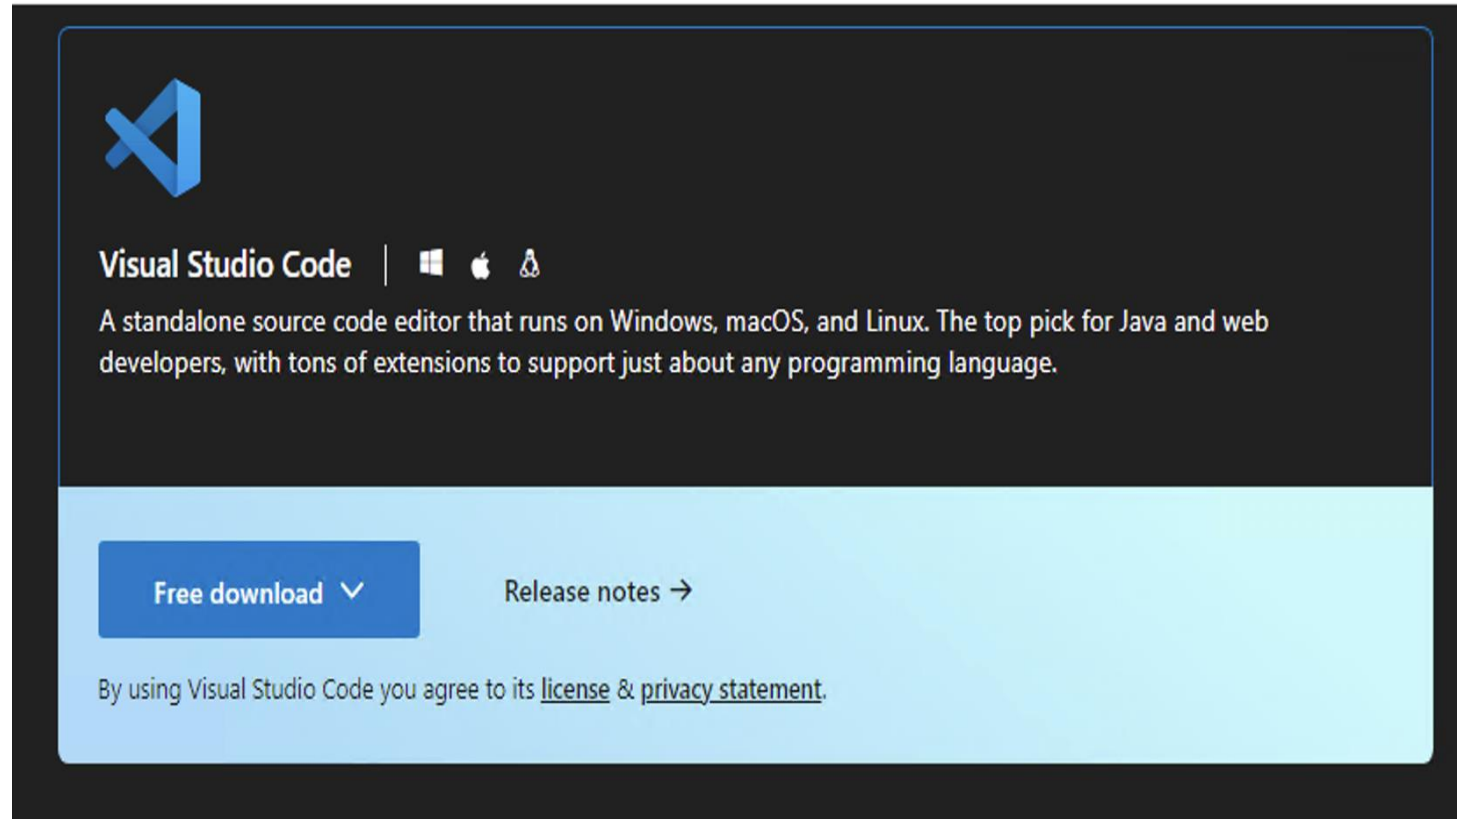 Visual Studio Code
A standalone source code editor that runs on Windows, macOS, and Linux. The top pick for Java and web
developers, with tons of extensions to support just about any programming language.
Free download
Release notes →
By using Visual Studio Code you agree to its license & privacy statement.